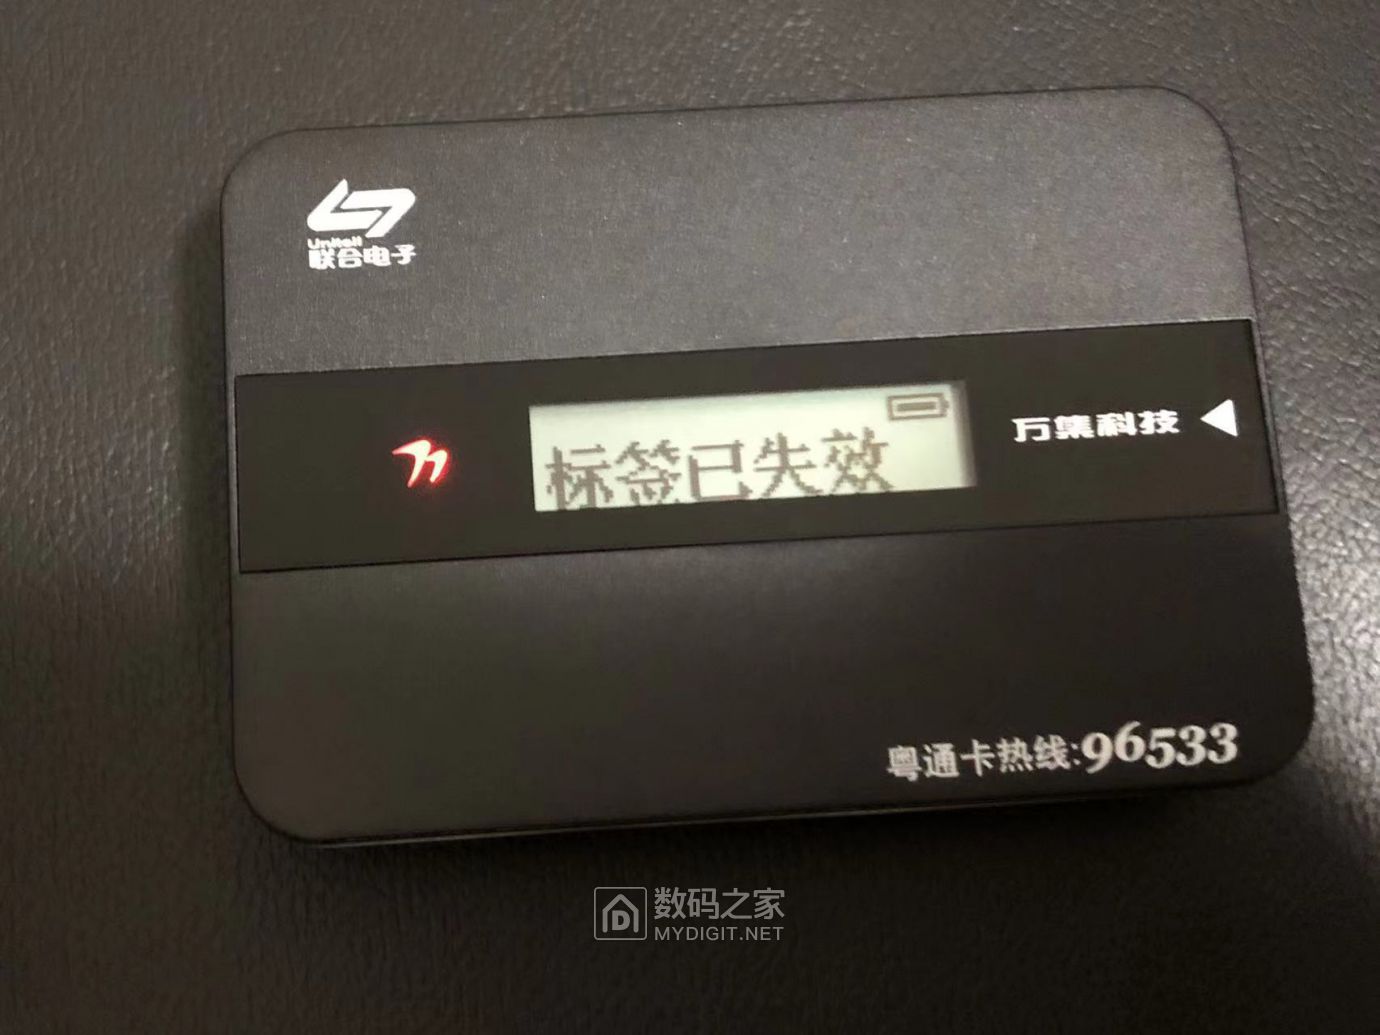 Unitoll
联合电子
标签已失效
万集科技
粤通卡热线:96533
数码之家
MYDIGIT.NET